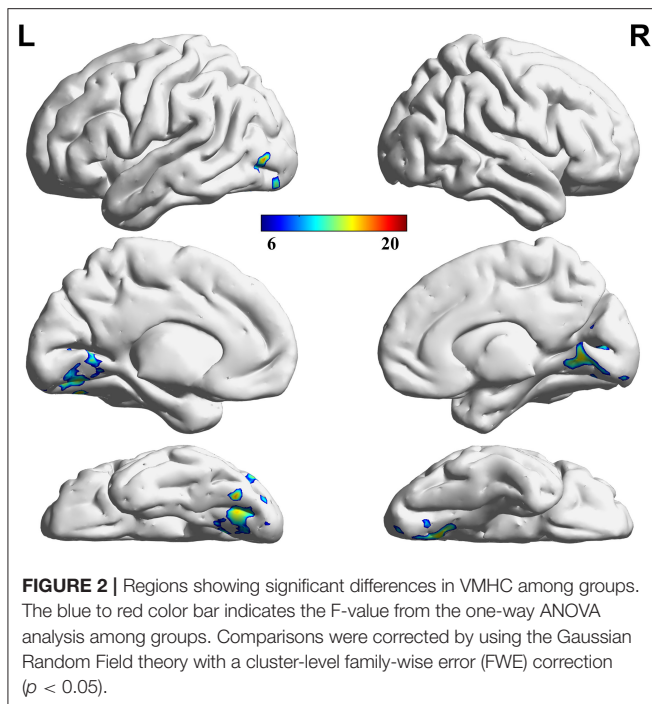 L R
6 20
FIGURE 2 | Regions showing significant differences in VMHC among groups.
The blue to red color bar indicates the F-value from the one-way ANOVA
analysis among groups. Comparisons were corrected by using the Gaussian
Random Field theory with a cluster-level family-wise error (FWE) correction
(p < 0.05).